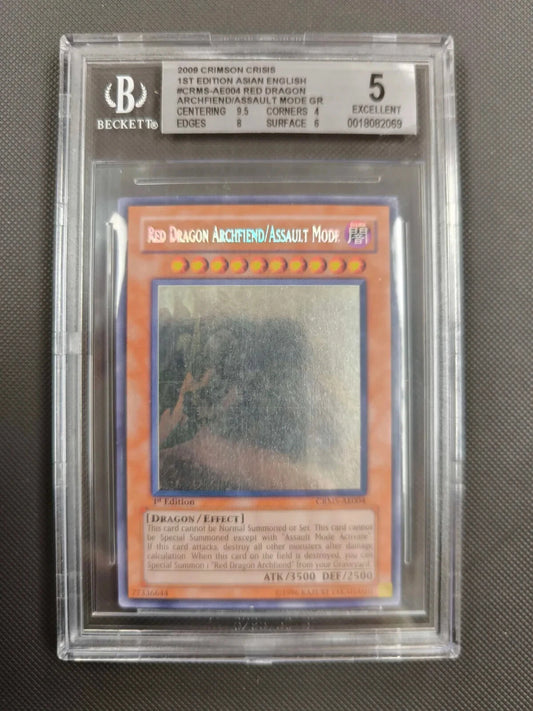 2009 CRIMSON CRISIS
1ST EDITION ASIAN ENGLISH
#CRMS-AE004 RED DRAGON
ARCHFIEND/ASSAULT MODE GR
CENTERING 9.5 CORNERS 4
EDGES 8 SURFACE 6
B
BECKETT®
5
EXCELLENT
0018082069
RED DRAGON ARCHFIEND/ASSAULT MODE
闇
1st Edition
CRMS-AE004
[DRAGON/EFFECT]
This card cannot be Normal Summoned or Set. This card cannot
be Special Summoned except with "Assault Mode Activate".
If this card attacks, destroy all other monsters after damage
calculation. When this card on the field is destroyed, you can
Special Summon 1 "Red Dragon Archfiend" from your Graveyard.
ATK/3500 DEF/2500
77336644
©1996 KAZUKI TAKAHASHI